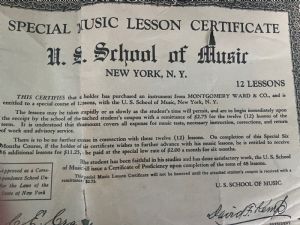 SPECIAL MUSIC LESSON CERTIFICATE
U. S. School of Music
NEW YORK, N. Y.
12 LESSONS
THIS CERTIFIES that a holder has purchased an instrument from MONTGOMERY WARD & CO., and is
entitled to a special course of Lessons, with the U. S. School of Music, New York, N. Y.
The lessons may be taken rapidly or as slowly as the student's time will permit, and are to begin immediately upon
the receipt by the school of the attached student's coupon with a remittance of $2.75 for the twelve (12) lessons of the
It is understood that this amount covers all expense for music tests, necessary instruction, corrections, and return
of work and advisory service.
There is to be no further expense in connection with these twelve (12) lessons. On completion of this Special Six
Months Course, if the holder of this certificate wishes to further advance with his music lessons, he is entitled to receive
36 additional lessons for $11.25, be paid at the special low rate of $2.00 a month for six months.
The student has been faithful in his studies and has done satisfactory work, the U. S. School
of Music will issue a Certificate of Proficiency upon the completion of the term of 48 lessons.
Special Music Lesson Certificate will not be honored until the attached student's coupon is received with a
remittance $2.75
Approved as a Correspondence School Under
the Laws of the
State of New York
U. S. SCHOOL OF MUSIC.
David F. Kemp